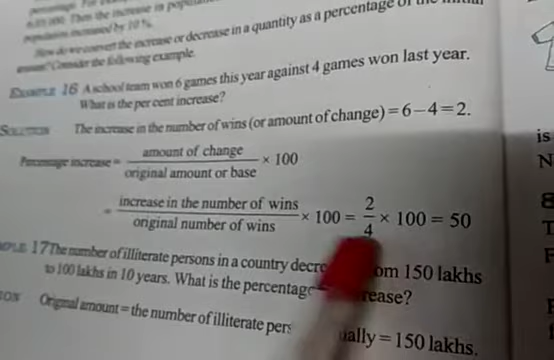 Then the increase in
population increased by 10%.
How do we convert the increase or decrease in a quantity as a percentage of the initial
amount? Consider the following example.
EXAMPLE 16 A school team won 6 games this year against 4 games won last year.
What is the per cent increase?
SOLUTION The increase in the number of wins (or amount of change) = 6 – 4 = 2.
Percentage increase = amount of change / original amount or base × 100
= increase in the number of wins / original number of wins × 100 = 2/4 × 100 = 50
MPLE 17 The number of illiterate persons in a country decre om 150 lakhs
to 100 lakhs in 10 years. What is the percentage rease?
ION Original amount = the number of illiterate pers ually = 150 lakhs.
is
N
8
T
F